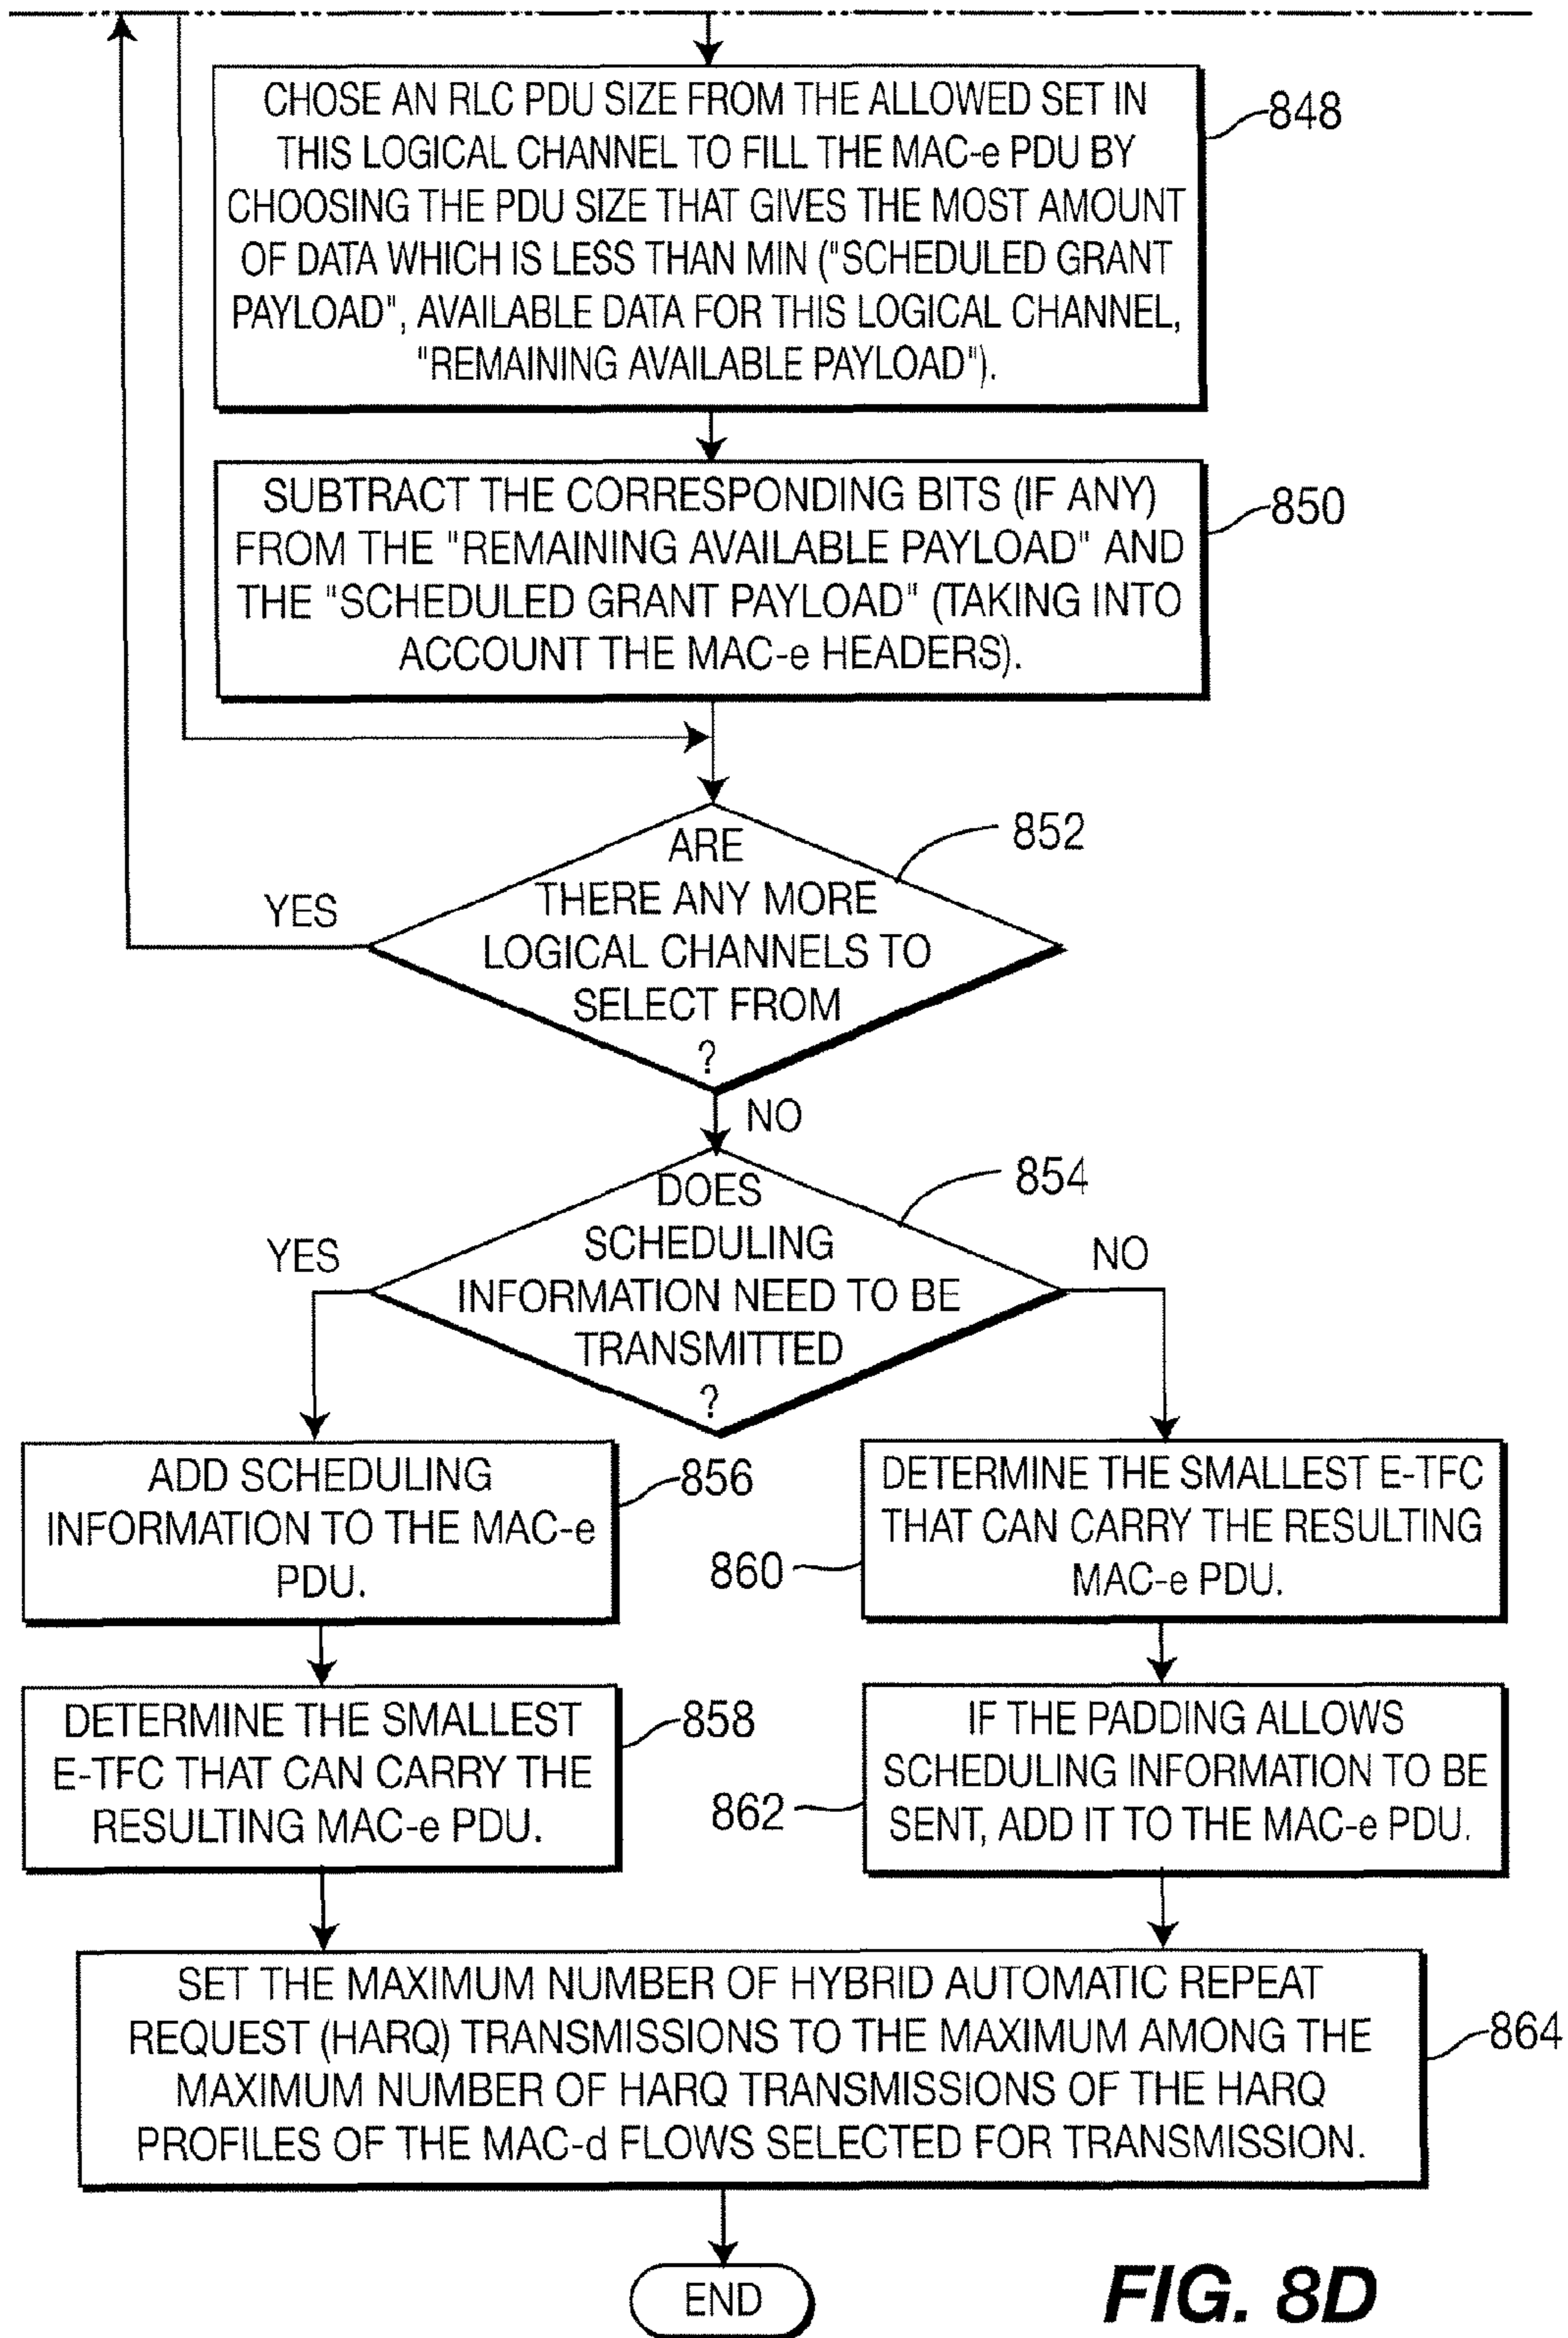 CHOSE AN RLC PDU SIZE FROM THE ALLOWED SET IN
THIS LOGICAL CHANNEL TO FILL THE MAC-e PDU BY
CHOOSING THE PDU SIZE THAT GIVES THE MOST AMOUNT
OF DATA WHICH IS LESS THAN MIN ("SCHEDULED GRANT
PAYLOAD", AVAILABLE DATA FOR THIS LOGICAL CHANNEL,
"REMAINING AVAILABLE PAYLOAD").
848
SUBTRACT THE CORRESPONDING BITS (IF ANY)
FROM THE "REMAINING AVAILABLE PAYLOAD" AND
THE "SCHEDULED GRANT PAYLOAD" (TAKING INTO
ACCOUNT THE MAC-e HEADERS).
850
ARE
THERE ANY MORE
LOGICAL CHANNELS TO
SELECT FROM
?
852
YES
NO
DOES
SCHEDULING
INFORMATION NEED TO BE
TRANSMITTED
?
854
YES
NO
ADD SCHEDULING
INFORMATION TO THE MAC-e
PDU.
856
DETERMINE THE SMALLEST E-TFC
THAT CAN CARRY THE RESULTING
MAC-e PDU.
860
DETERMINE THE SMALLEST
E-TFC THAT CAN CARRY THE
RESULTING MAC-e PDU.
858
IF THE PADDING ALLOWS
SCHEDULING INFORMATION TO BE
SENT, ADD IT TO THE MAC-e PDU.
862
SET THE MAXIMUM NUMBER OF HYBRID AUTOMATIC REPEAT
REQUEST (HARQ) TRANSMISSIONS TO THE MAXIMUM AMONG THE
MAXIMUM NUMBER OF HARQ TRANSMISSIONS OF THE HARQ
PROFILES OF THE MAC-d FLOWS SELECTED FOR TRANSMISSION.
864
END
FIG. 8D